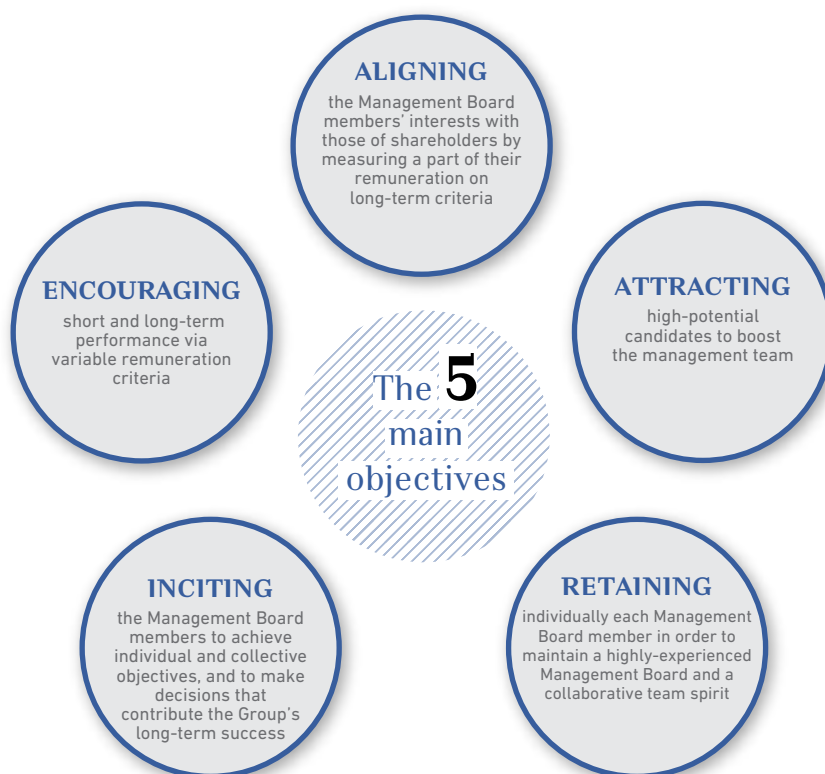 ALIGNING
the Management Board
members' interests with
those of shareholders by
measuring a part of their
remuneration on
long-term criteria
ENCOURAGING
short and long-term
performance via
variable remuneration
criteria
ATTRACTING
high-potential
candidates to boost
the management team
The 5
main
objectives
INCITING
the Management Board
members to achieve
individual and collective
objectives, and to make
decisions that
contribute the Group's
long-term success
RETAINING
individually each Management
Board member in order to
maintain a highly-experienced
Management Board and a
collaborative team spirit